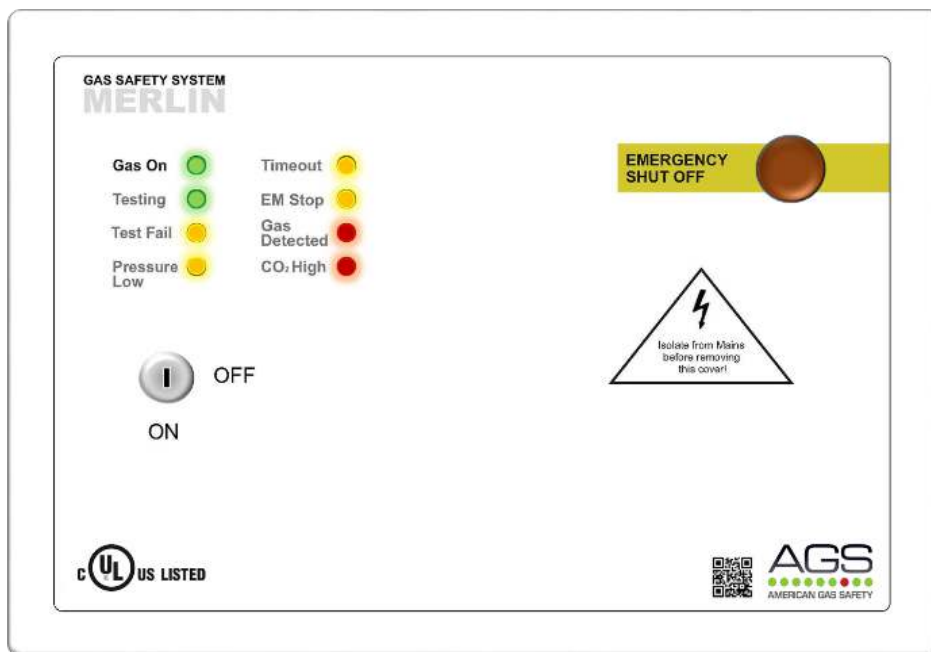 GAS SAFETY SYSTEM
MERLIN
Gas On
Testing
Test Fail
Pressure
Low
Timeout
EM Stop
Gas
Detected
CO₂ High
EMERGENCY
SHUT OFF
Isolate from Mains
before removing
this cover!
OFF
ON
C UL US LISTED
AGS
AMERICAN GAS SAFETY